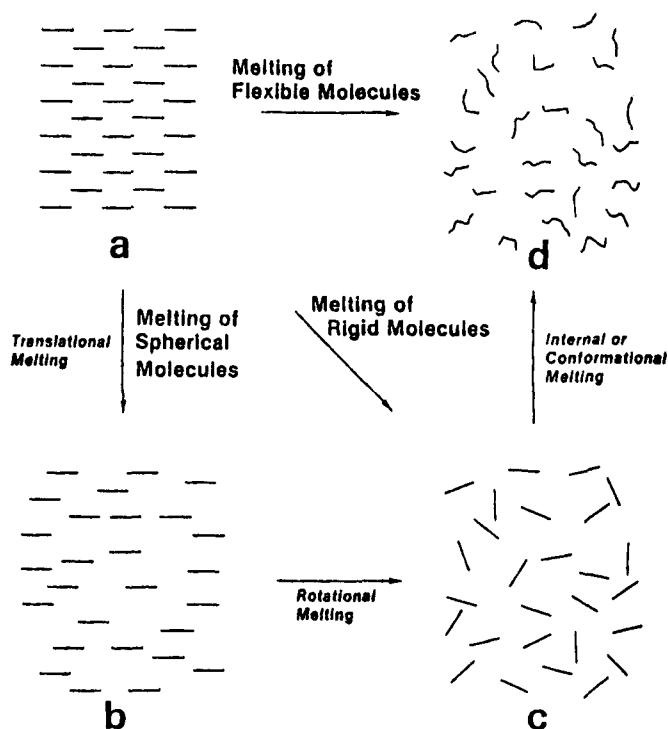 Melting of
Flexible Molecules
a
d
Translational
Melting
Melting of
Spherical
Molecules
Melting of
Rigid Molecules
Internal or
Conformational
Melting
Rotational
Melting
b
c